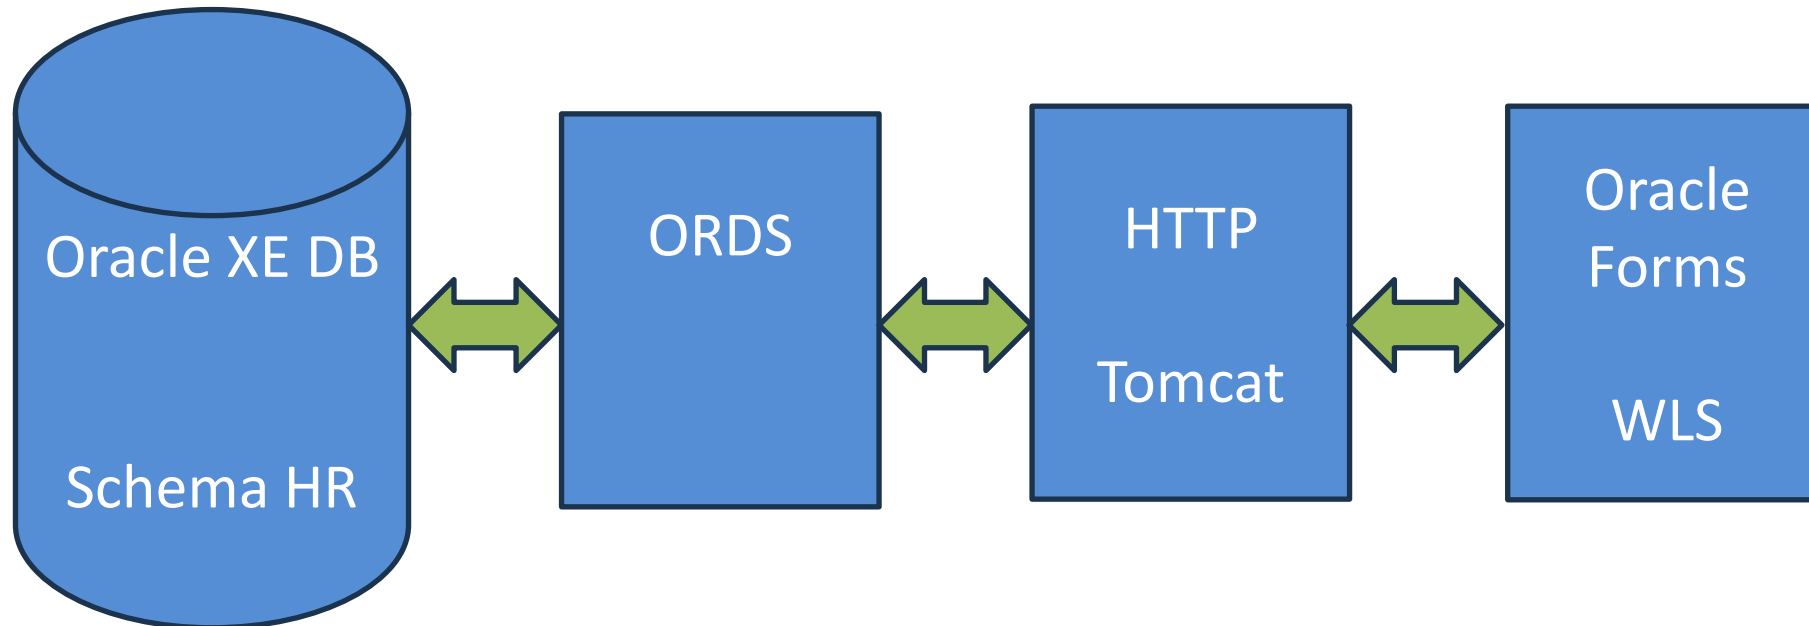 Oracle XE DB
Schema HR
ORDS
HTTP
Tomcat
Oracle
Forms
WLS